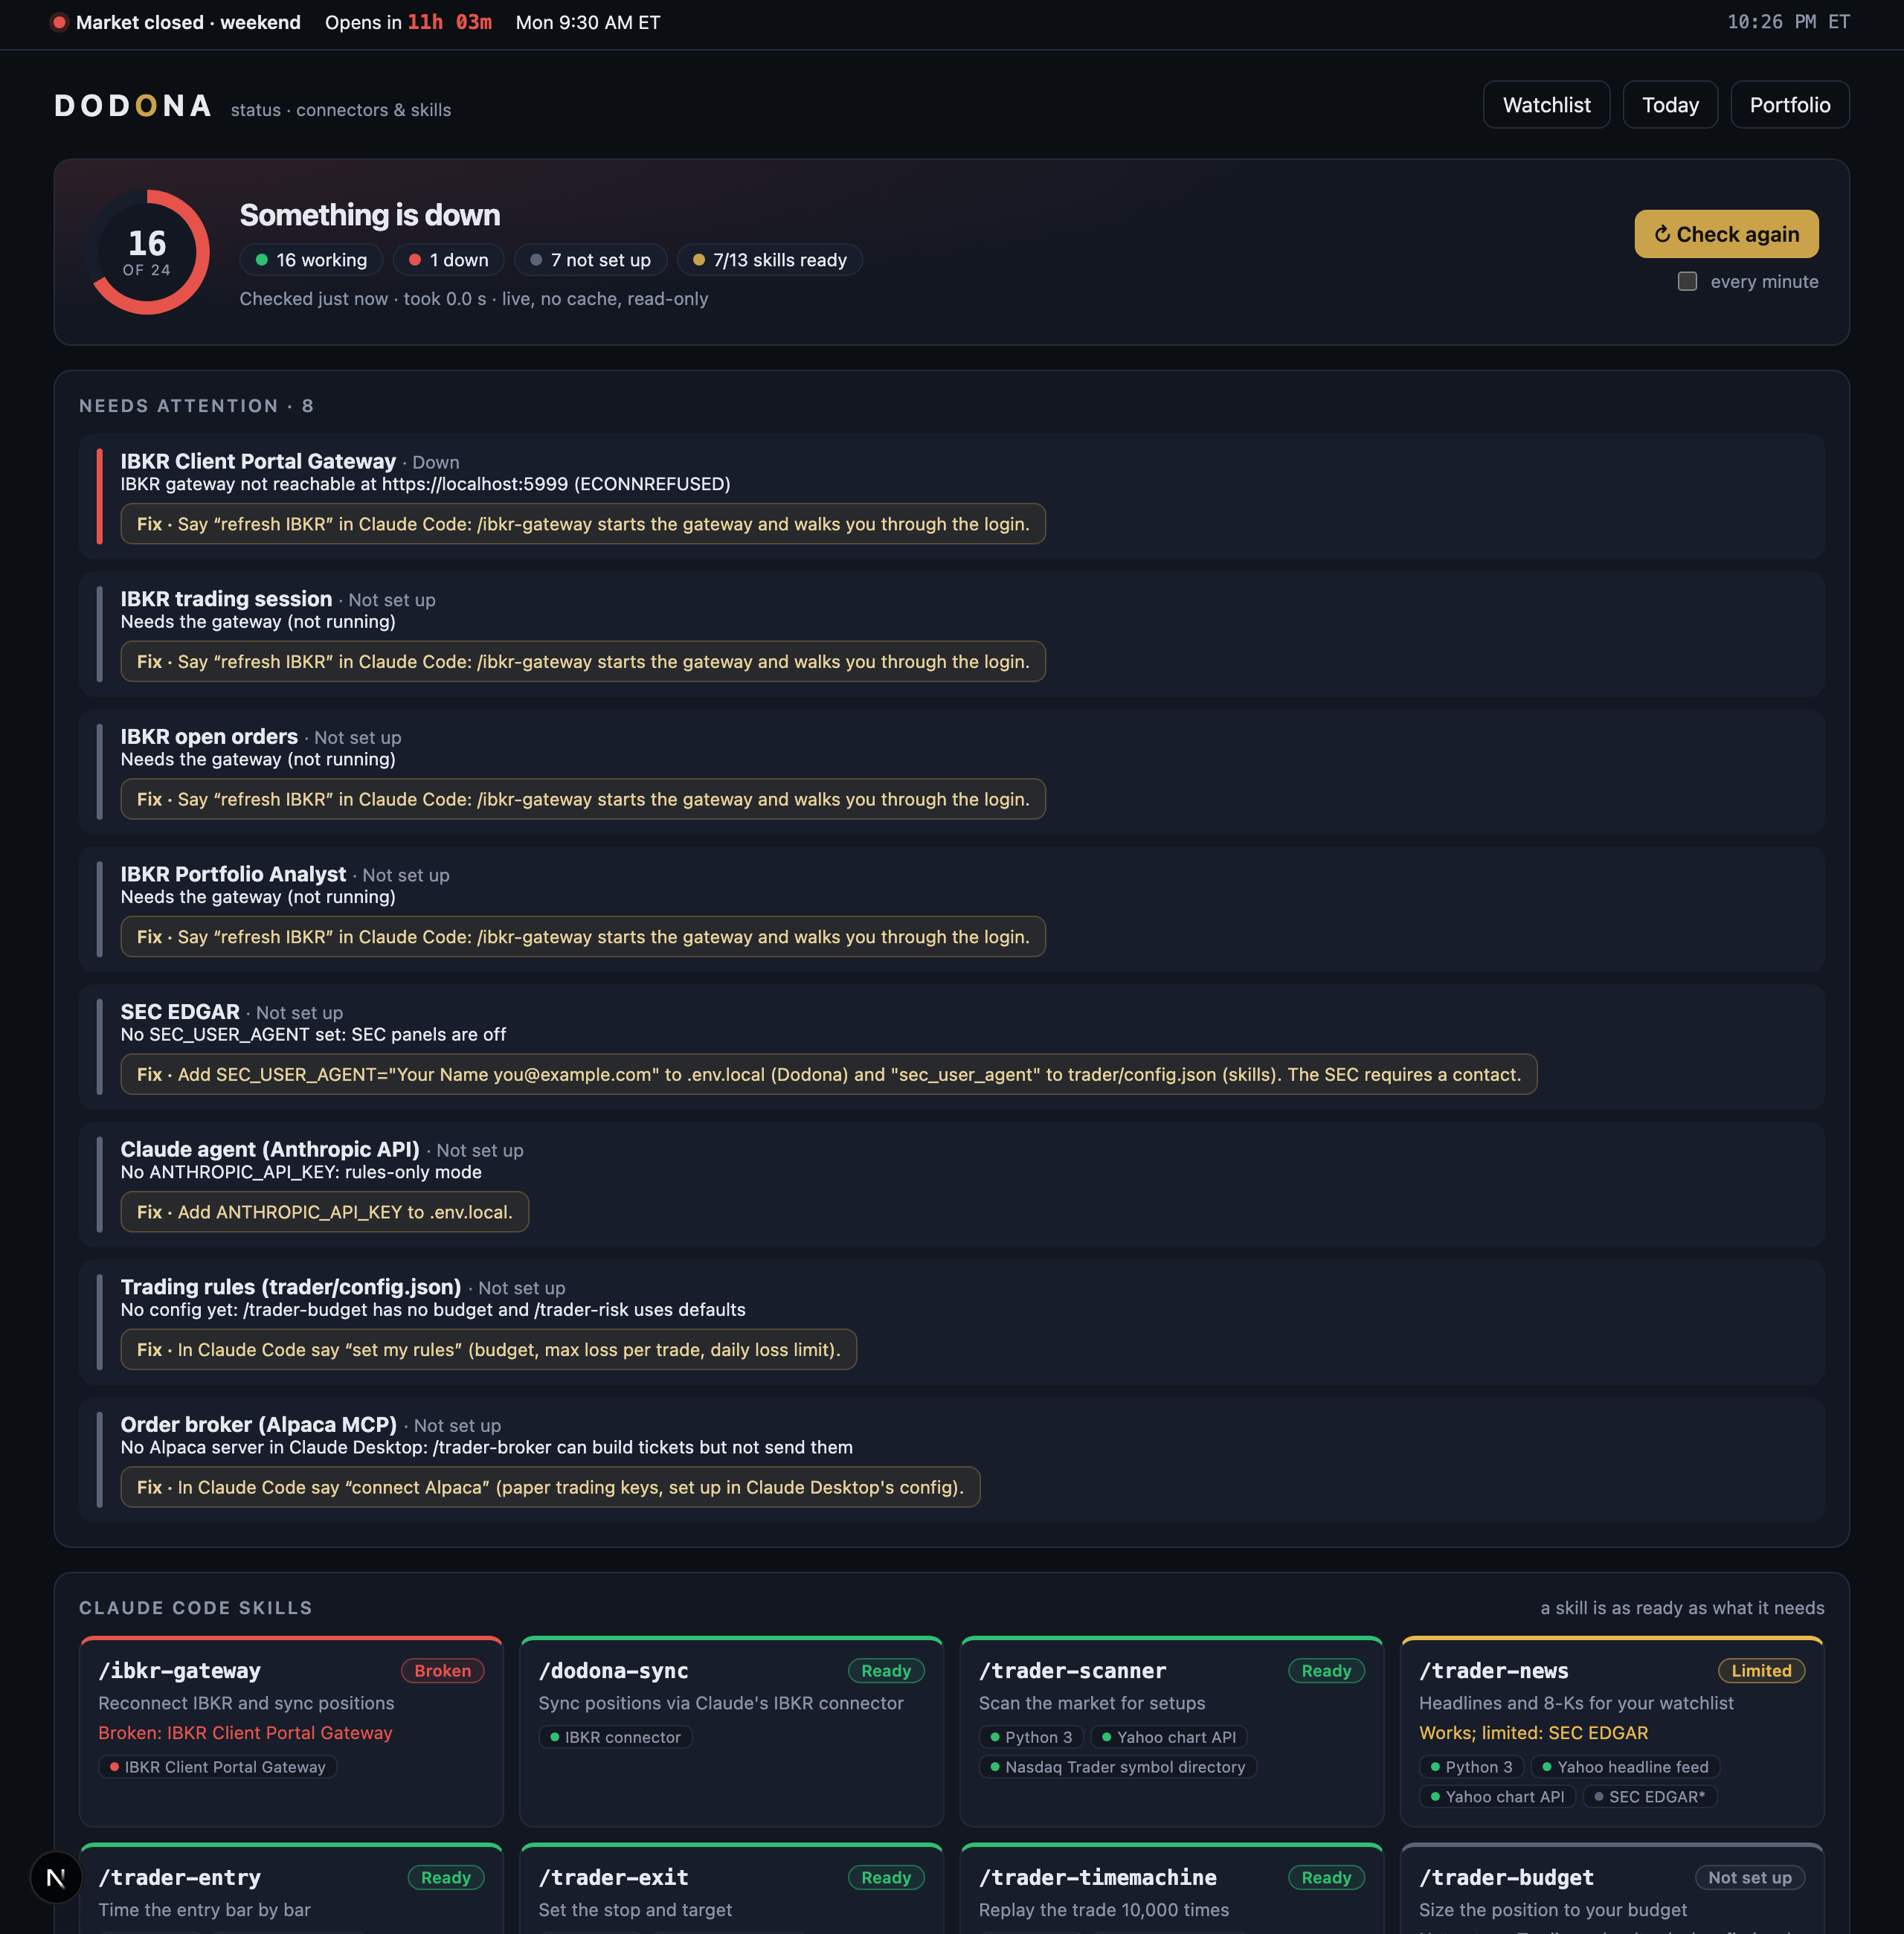 Market closed · weekend Opens in 11h 03m Mon 9:30 AM ET 10:26 PM ET
DODONA status · connectors & skills Watchlist Today Portfolio
16
OF 24
Something is down
16 working 1 down 7 not set up 7/13 skills ready
Checked just now · took 0.0 s · live, no cache, read-only
↻ Check again
every minute
NEEDS ATTENTION · 8
IBKR Client Portal Gateway · Down
IBKR gateway not reachable at https://localhost:5999 (ECONNREFUSED)
Fix · Say “refresh IBKR” in Claude Code: /ibkr-gateway starts the gateway and walks you through the login.
IBKR trading session · Not set up
Needs the gateway (not running)
Fix · Say “refresh IBKR” in Claude Code: /ibkr-gateway starts the gateway and walks you through the login.
IBKR open orders · Not set up
Needs the gateway (not running)
Fix · Say “refresh IBKR” in Claude Code: /ibkr-gateway starts the gateway and walks you through the login.
IBKR Portfolio Analyst · Not set up
Needs the gateway (not running)
Fix · Say “refresh IBKR” in Claude Code: /ibkr-gateway starts the gateway and walks you through the login.
SEC EDGAR · Not set up
No SEC_USER_AGENT set: SEC panels are off
Fix · Add SEC_USER_AGENT="Your Name you@example.com" to .env.local (Dodona) and "sec_user_agent" to trader/config.json (skills). The SEC requires a contact.
Claude agent (Anthropic API) · Not set up
No ANTHROPIC_API_KEY: rules-only mode
Fix · Add ANTHROPIC_API_KEY to .env.local.
Trading rules (trader/config.json) · Not set up
No config yet: /trader-budget has no budget and /trader-risk uses defaults
Fix · In Claude Code say “set my rules” (budget, max loss per trade, daily loss limit).
Order broker (Alpaca MCP) · Not set up
No Alpaca server in Claude Desktop: /trader-broker can build tickets but not send them
Fix · In Claude Code say “connect Alpaca” (paper trading keys, set up in Claude Desktop's config).
CLAUDE CODE SKILLS a skill is as ready as what it needs
/ibkr-gateway Broken
Reconnect IBKR and sync positions
Broken: IBKR Client Portal Gateway
IBKR Client Portal Gateway
/dodona-sync Ready
Sync positions via Claude's IBKR connector
IBKR connector
/trader-scanner Ready
Scan the market for setups
Python 3 Yahoo chart API
Nasdaq Trader symbol directory
/trader-news Limited
Headlines and 8-Ks for your watchlist
Works; limited: SEC EDGAR
Python 3 Yahoo headline feed
Yahoo chart API SEC EDGAR*
N
/trader-entry Ready
Time the entry bar by bar
/trader-exit Ready
Set the stop and target
/trader-timemachine Ready
Replay the trade 10,000 times
/trader-budget Not set up
Size the position to your budget